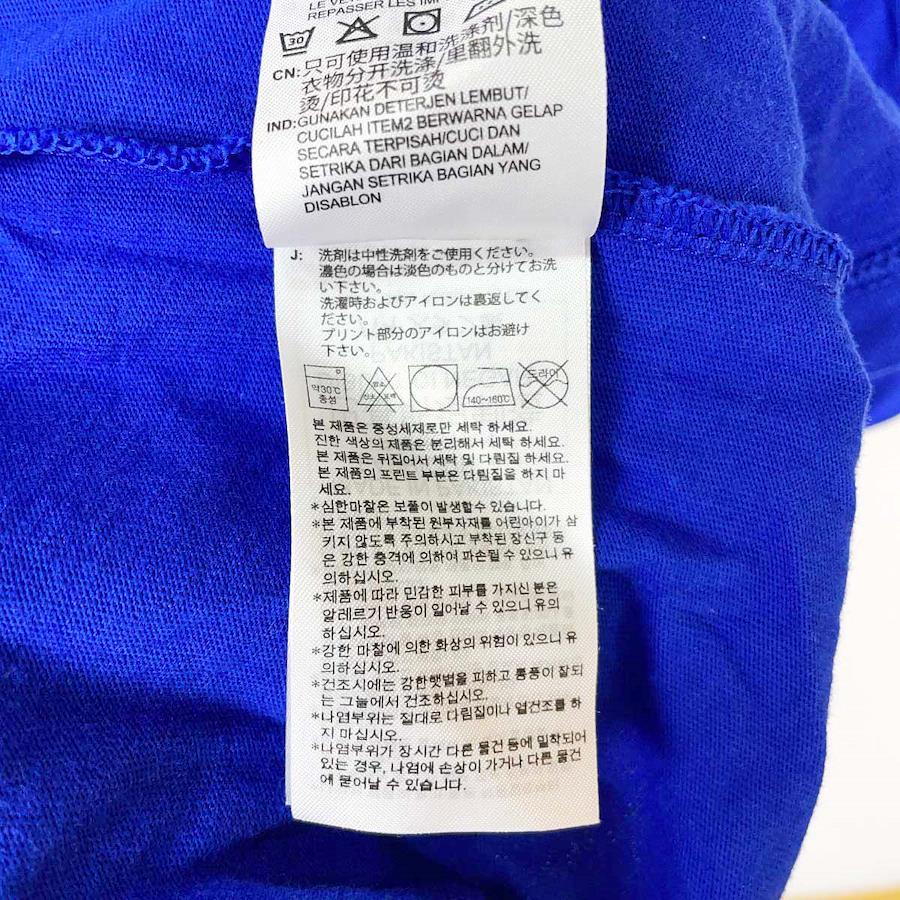 REPASSER LES IMP
30
CN:只可使用温和洗涤剂/深色
衣物分开洗涤/里翻外洗
烫/印花不可烫
IND:GUNAKAN DETERJEN LEMBUT/
CUCILAH ITEM2 BERWARNA GELAP
SECARA TERPISAH/CUCI DAN
SETRIKA DARI BAGIAN DALAM/
JANGAN SETRIKA BAGIAN YANG
DISABLON
J: 洗剤は中性洗剤をご使用ください。
濃色の場合は淡色のものと分けてお洗
い下さい。
洗濯時およびアイロンは裏返してく
ださい。
プリント部分のアイロンはお避け
下さい。
약30℃
중성
140~160℃
드라이
본 제품은 중성세제로만 세탁 하세요.
진한 색상의 제품은 분리해서 세탁 하세요.
본 제품은 뒤집어서 세탁 및 다림질 하세요.
본 제품의 프린트 부분은 다림질을 하지 마
세요.
*심한마찰은 보풀이 발생할수 있습니다.
*본 제품에 부착된 원부자재를 어린아이가 삼
키지 않도록 주의하시고 부착된 장신구 등
은 강한 충격에 의하여 파손될 수 있으니 유
의하십시오.
*제품에 따라 민감한 피부를 가지신 분은
알레르기 반응이 일어날 수 있으니 유의
하십시오.
*강한 마찰에 의한 화상의 위험이 있으니 유
의하십시오.
*건조시에는 강한햇볕을 피하고 통풍이 잘되
는 그늘에서 건조하십시오.
*나염부위는 절대로 다림질이나 열건조를 하
지 마십시오.
*나염부위가 장시간 다른 물건 등에 밀착되어
있는 경우, 나염에 손상이 가거나 다른 물건
에 묻어날 수 있습니다.